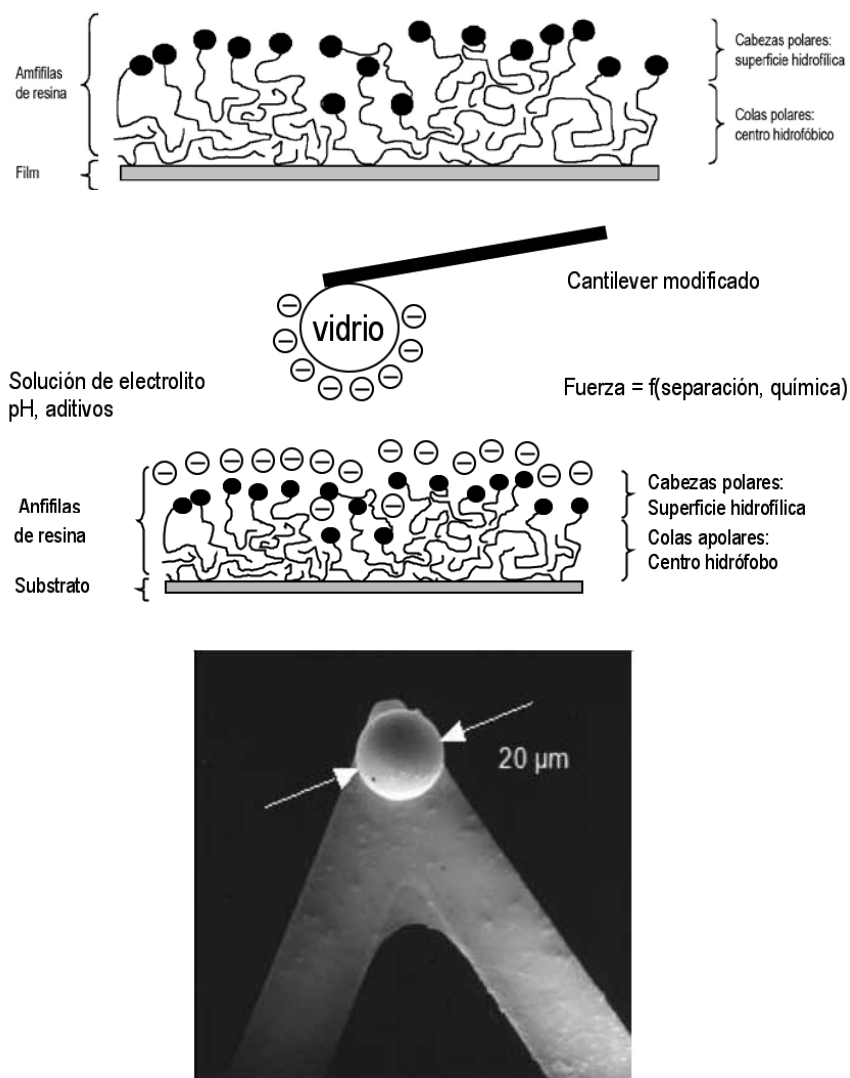 Amfifilas
de resina
Film
Cabezas polares:
superficie hidrofílica
Colas polares:
centro hidrofóbico
Cantilever modificado
vidrio
Solución de electrolito
pH, aditivos
Fuerza = f(separación, química)
Anfifilas
de resina
Substrato
Cabezas polares:
Superficie hidrofílica
Colas apolares:
Centro hidrófobo
20 µm